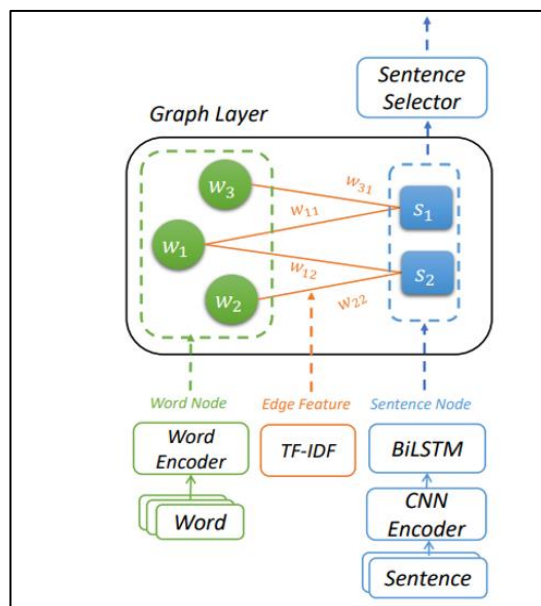 Sentence
Selector
Graph Layer
w₃
w₃₁
s₁
w₁₁
w₁
w₁₂
s₂
w₂
w₂₂
Word Node
Edge Feature
Sentence Node
Word
Encoder
TF-IDF
BiLSTM
Word
CNN
Encoder
Sentence